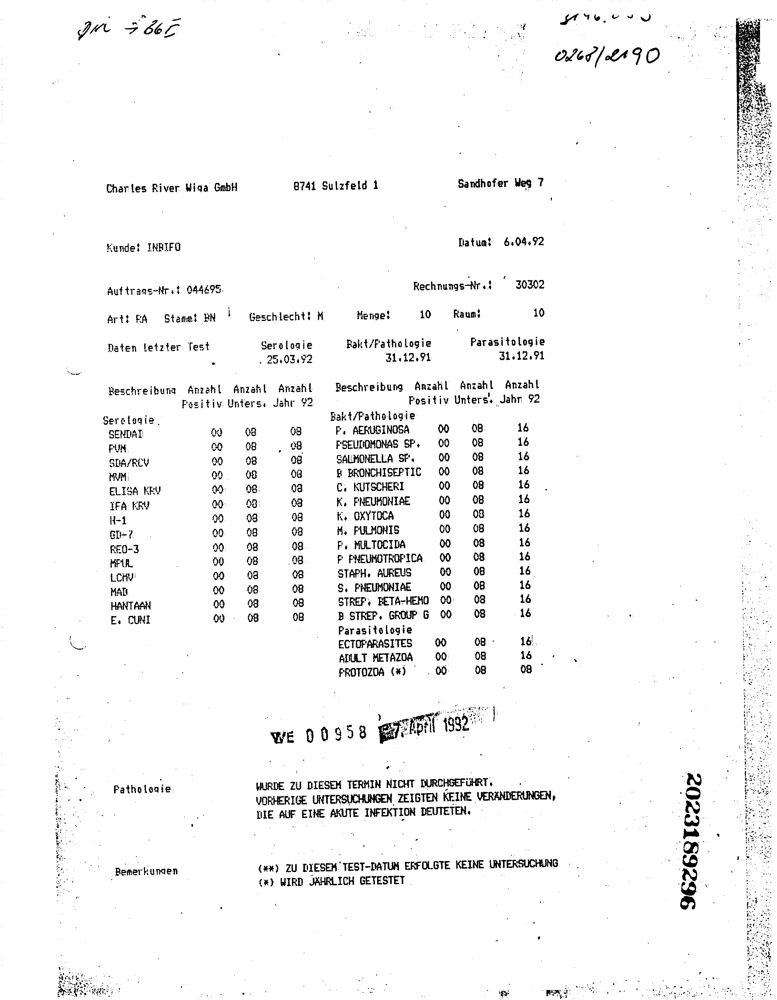 0268/2190
Charles River Wiga GmbH 8741 Sulzfeld 1 Sandhofer Weg 7
Kunde: INBIFO Datum: 6.04.92
Auftrags-Nr.: 044695 Rechnungs-Nr.: 30302
Art: RA Stamm: BN Geschlecht: M Menge: 10 Raum: 10
Daten letzter Test Serologie Bakt/Pathologie Parasitologie
25.03.92 31.12.91 31.12.91
Beschreibung Anzahl Anzahl Anzahl
Positiv Unters. Jahr 92
Serologie
SENDAI 00 08 08
PVM 00 08 08
SDA/RCV 00 08 08
MVM 00 08 08
ELISA KRV 00 08 08
IFA KRV 00 08 08
H-1 00 08 08
GD-7 00 08 08
REO-3 00 08 08
MPUL 00 08 08
LCMV 00 08 08
MAD 00 08 08
HANTAAN 00 08 08
E. CUNI 00 08 08
Beschreibung Anzahl Anzahl Anzahl
Positiv Unters. Jahr 92
Bakt/Pathologie
P. AERUGINOSA 00 08 16
PSEUDOMONAS SP. 00 08 16
SALMONELLA SP. 00 08 16
B BRONCHISEPTIC 00 08 16
C. KUTSCHERI 00 08 16
K. PNEUMONIAE 00 08 16
K. OXYTOCA 00 08 16
M. PULMONIS 00 08 16
P. MULTOCIDA 00 08 16
P PNEUMOTROPICA 00 08 16
STAPH. AUREUS 00 08 16
S. PNEUMONIAE 00 08 16
STREP. BETA-HEMO 00 08 16
B STREP. GROUP G 00 08 16
Parasitologie
ECTOPARASITES 00 08 16
ADULT METAZOA 00 08 16
PROTOZOA (*) 00 08 08
WE 00958 7. April 1992
Pathologie WURDE ZU DIESEM TERMIN NICHT DURCHGEFÜHRT.
VORHERIGE UNTERSUCHUNGEN ZEIGTEN KEINE VERÄNDERUNGEN,
DIE AUF EINE AKUTE INFEKTION DEUTETEN.
Bemerkungen (**) ZU DIESEM TEST-DATUM ERFOLGTE KEINE UNTERSUCHUNG
(*) WIRD JÄHRLICH GETESTET
2023189296